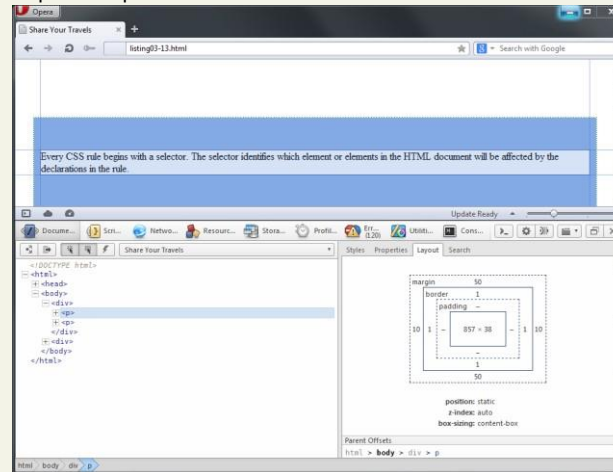 Opera
Share Your Travels
listing03-13.html
Search with Google
Every CSS rule begins with a selector. The selector identifies which element or elements in the HTML document will be affected by the
declarations in the rule.
Update Ready
Docume... Scri... Netwo... Resourc... Stora... Profil... Err... (120) Utiliti... Cons...
Share Your Travels
Styles Properties Layout Search
<!DOCTYPE html>
<html>
<head>
<body>
<div>
<p>
<p>
</div>
<div>
</body>
</html>
margin 50
border 1
padding –
10 1 – 857 × 38 – 1 10
–
1
50
position: static
z-index: auto
box-sizing: content-box
Parent Offsets
html > body > div > p
html body div p